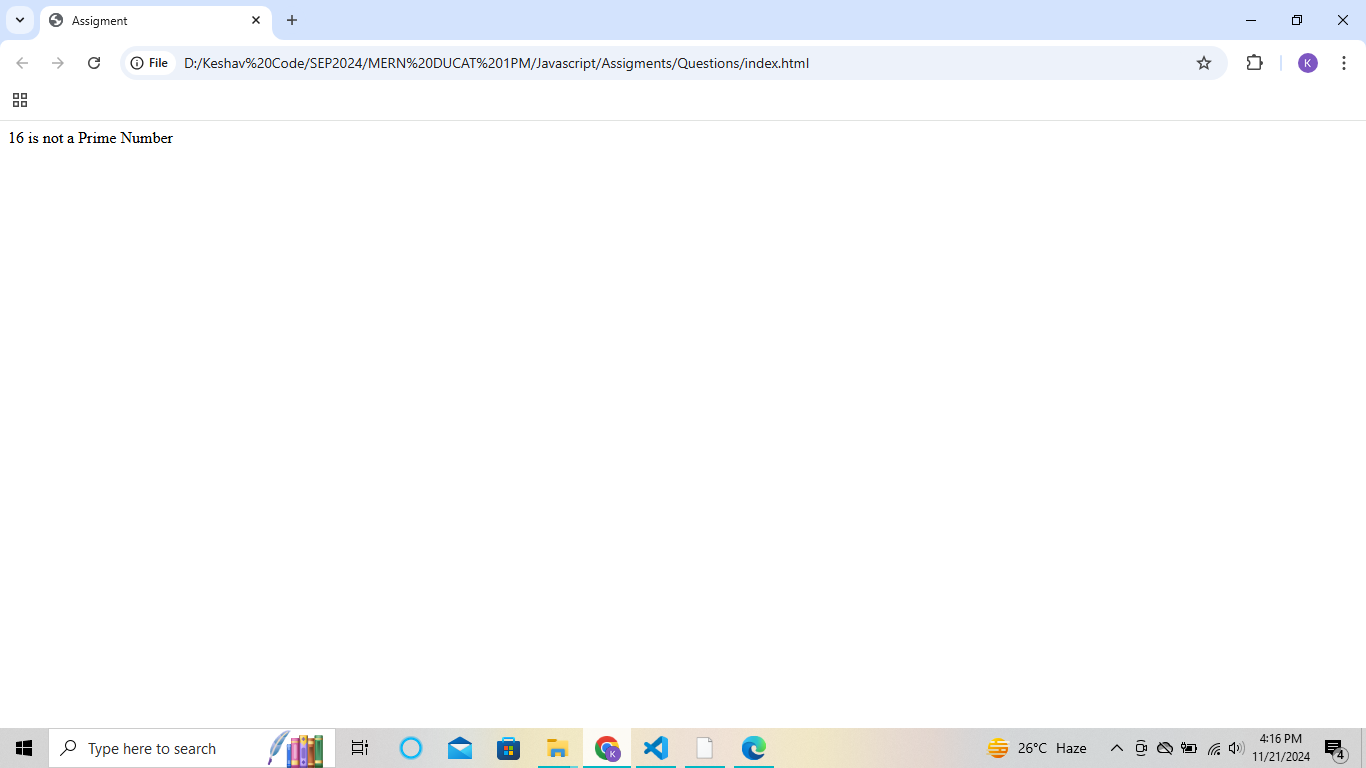 Assigment
File
D:/Keshav%20Code/SEP2024/MERN%20DUCAT%201PM/Javascript/Assigments/Questions/index.html
K
16 is not a Prime Number
Type here to search
K
26°C Haze
4:16 PM
11/21/2024
4